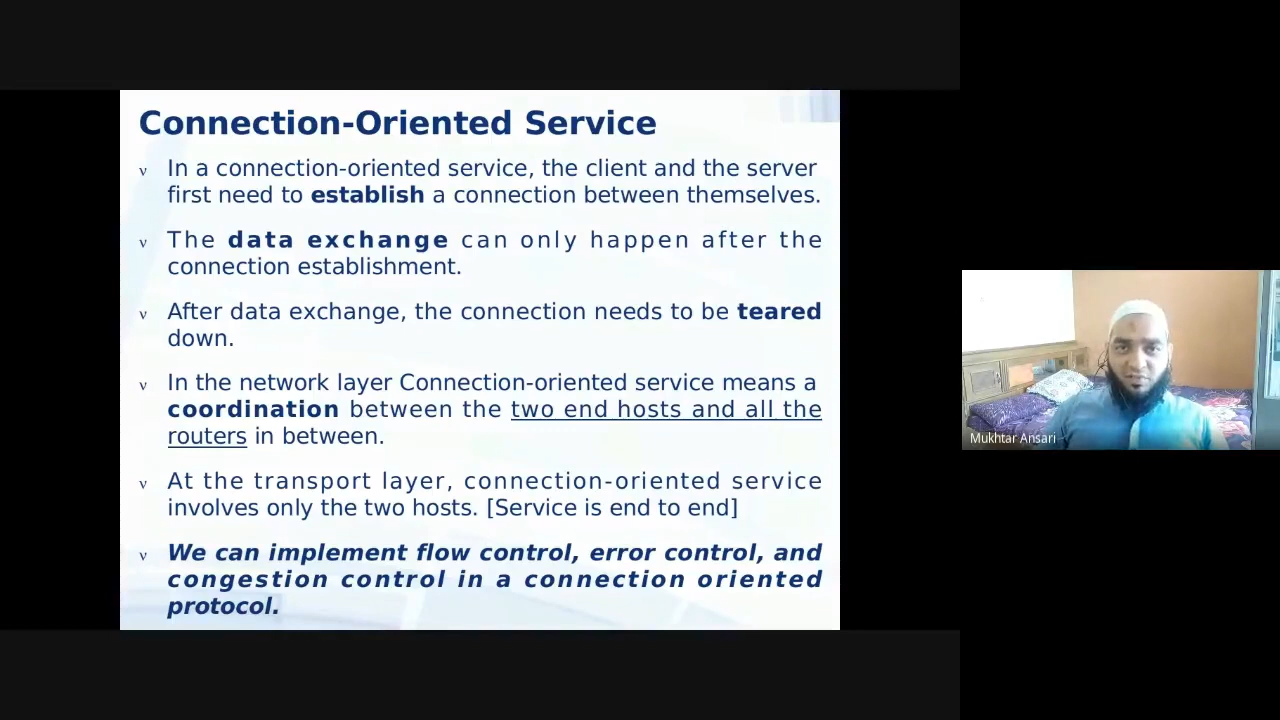 Connection-Oriented Service
ν In a connection-oriented service, the client and the server
first need to establish a connection between themselves.
ν The data exchange can only happen after the
connection establishment.
ν After data exchange, the connection needs to be teared
down.
ν In the network layer Connection-oriented service means a
coordination between the two end hosts and all the
routers in between.
ν At the transport layer, connection-oriented service
involves only the two hosts. [Service is end to end]
ν We can implement flow control, error control, and
congestion control in a connection oriented
protocol.
Mukhtar Ansari